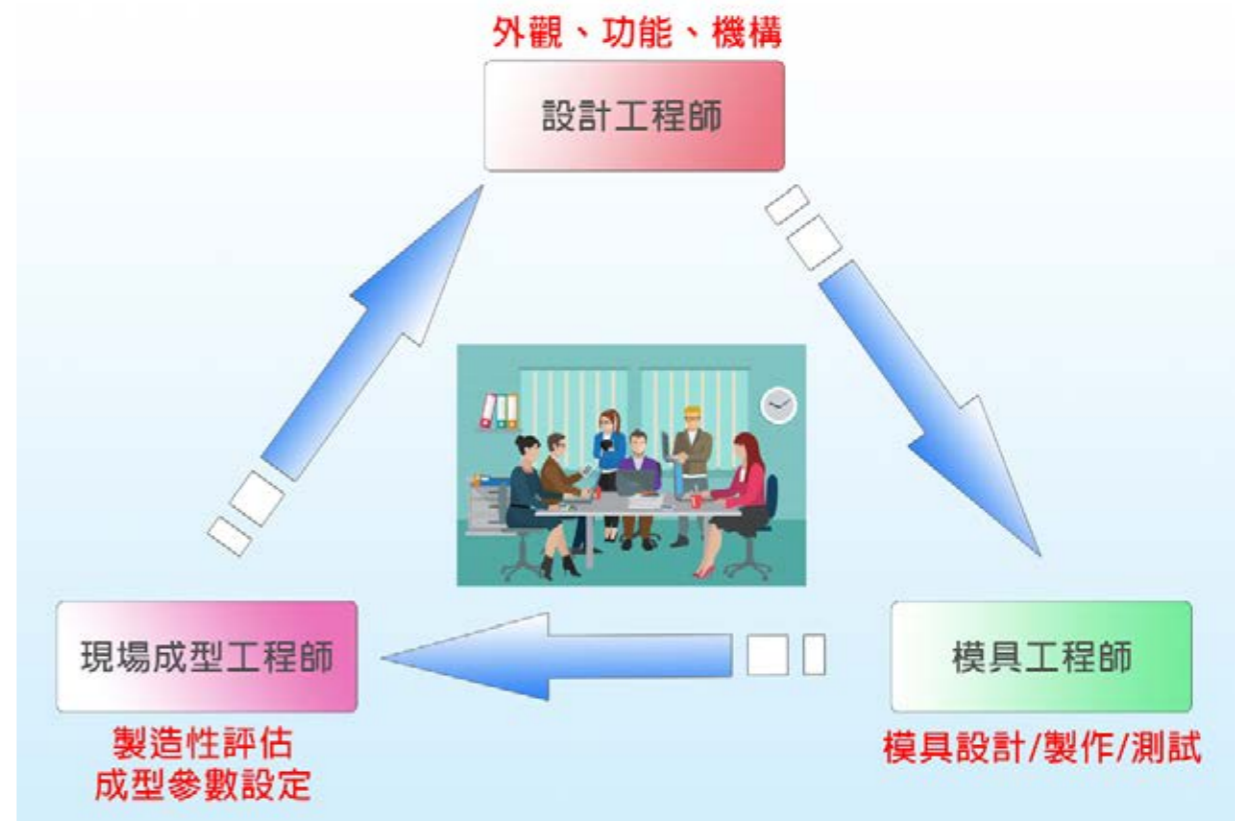 外觀、功能、機構
設計工程師
現場成型工程師
製造性評估
成型參數設定
模具工程師
模具設計/製作/測試